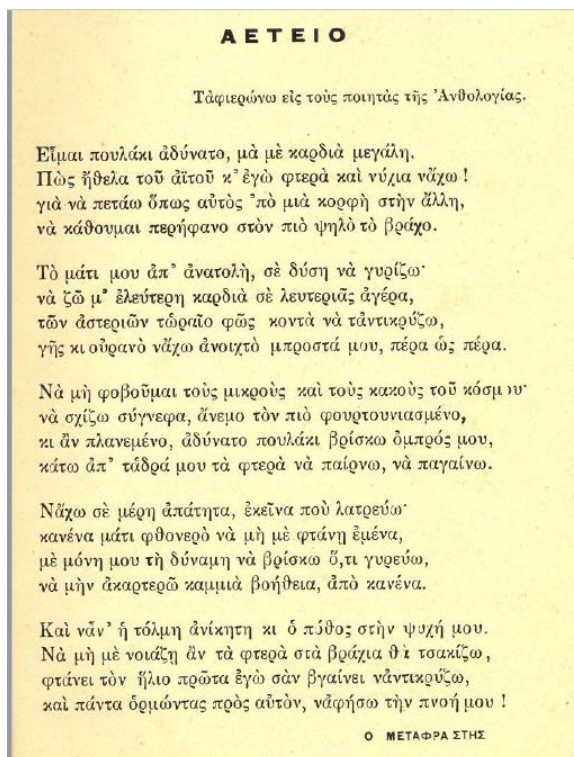 ΑΕΤΕΙΟ
Τἀφιερώνω εἰς τοὺς ποιητὰς τῆς Ἀνθολογίας.
Εἶμαι πουλάκι ἀδύνατο, μὰ μὲ καρδιὰ μεγάλη.
Πὼς ἤθελα τοῦ ἀϊτοῦ κ' ἐγὼ φτερὰ καὶ νύχια νἄχω !
γιὰ νὰ πετάω ὅπως αὐτὸς 'πὸ μιὰ κορφὴ στὴν ἄλλη,
νὰ κάθουμαι περήφανο στὸν πιὸ ψηλὸ τὸ βράχο.
Τὸ μάτι μου ἀπ' ἀνατολὴ, σὲ δύση νὰ γυρίζω·
νὰ ζῶ μ' ἐλεύτερη καρδιὰ σὲ λευτεριᾶς ἀγέρα,
τῶν ἀστεριῶν τὡραῖο φῶς κοντὰ νὰ τἀντικρύζω,
γῆς κι οὐρανὸ νἄχω ἀνοιχτὸ μπροστά μου, πέρα ὡς πέρα.
Νὰ μὴ φοβοῦμαι τοὺς μικροὺς καὶ τοὺς κακοὺς τοῦ κόσμου·
νὰ σχίζω σύγνεφα, ἄνεμο τὸν πιὸ φουρτουνιασμένο,
κι ἂν πλανεμένο, ἀδύνατο πουλάκι βρίσκω ὀμπρός μου,
κάτω ἀπ' τἀδρά μου τὰ φτερὰ νὰ παίρνω, νὰ παγαίνω.
Νἄχω σὲ μέρη ἀπάτητα, ἐκεῖνα ποὺ λατρεύω·
κανένα μάτι φθονερὸ νὰ μὴ μὲ φτάνῃ ἐμένα,
μὲ μόνη μου τὴ δύναμη νὰ βρίσκω ὅ,τι γυρεύω,
νὰ μὴν ἀκαρτερῶ καμμιὰ βοήθεια, ἀπὸ κανένα.
Καὶ νἆν' ἡ τόλμη ἀνίκητη κι ὁ πόθος στὴν ψυχή μου.
Νὰ μὴ μὲ νοιάζῃ ἂν τὰ φτερὰ στὰ βράχια θὰ τσακίζω,
φτάνει τὸν ἥλιο πρῶτα ἐγὼ σὰν βγαίνει νἀντικρύζω,
καὶ πάντα ὁρμώντας πρὸς αὐτὸν, νἀφήσω τὴν πνοή μου !
Ο ΜΕΤΑΦΡΑΣΤΗΣ